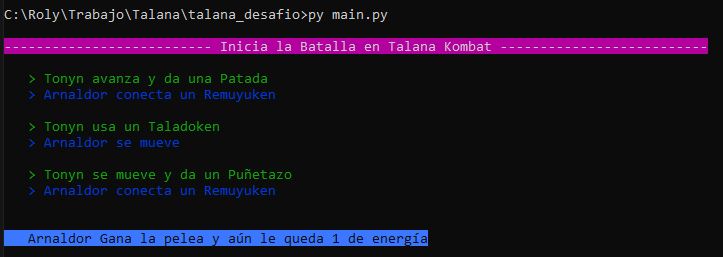 C:\Roly\Trabajo\Talana\talana_desafio>py main.py
-------------------------- Inicia la Batalla en Talana Kombat --------------------------
> Tonyn avanza y da una Patada
> Arnaldor conecta un Remuyuken
> Tonyn usa un Taladoken
> Arnaldor se mueve
> Tonyn se mueve y da un Puñetazo
> Arnaldor conecta un Remuyuken
Arnaldor Gana la pelea y aún le queda 1 de energía